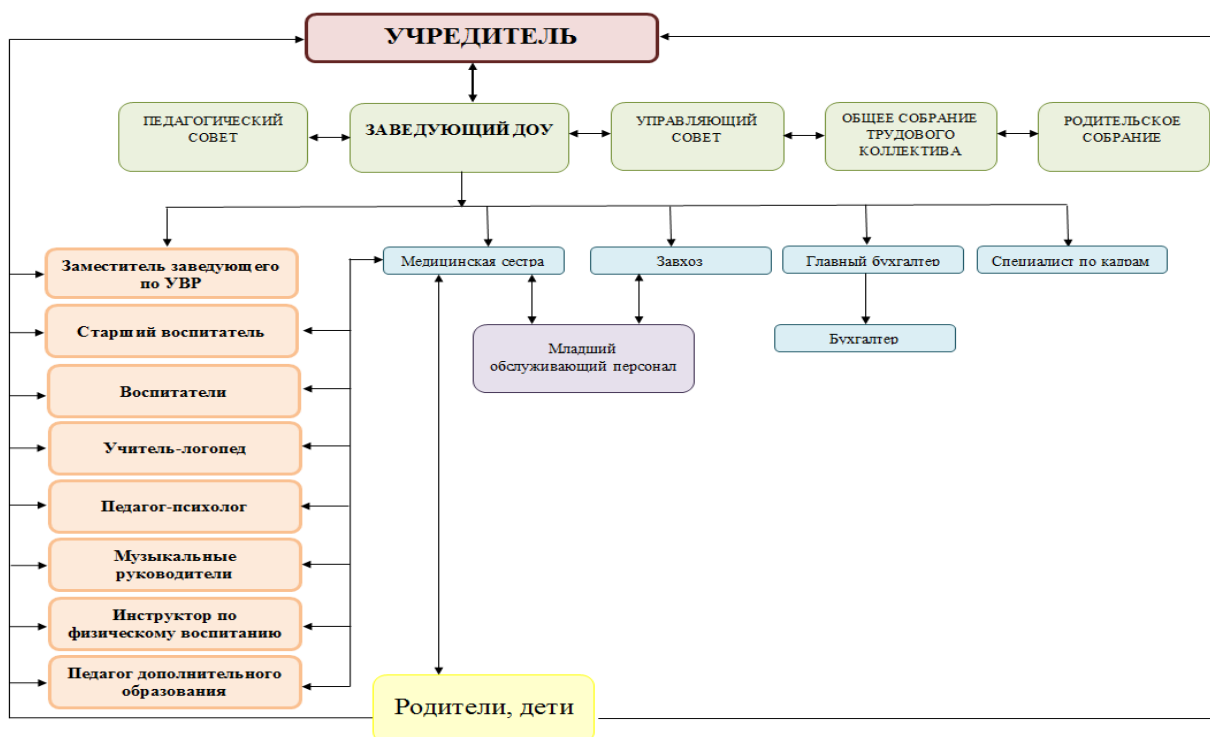 УЧРЕДИТЕЛЬ
ПЕДАГОГИЧЕСКИЙ
СОВЕТ
ЗАВЕДУЮЩИЙ ДОУ
УПРАВЛЯЮЩИЙ
СОВЕТ
ОБЩЕЕ СОБРАНИЕ
ТРУДОВОГО
КОЛЛЕКТИВА
РОДИТЕЛЬСКОЕ
СОБРАНИЕ
Заместитель заведующего
по УВР
Медицинская сестра
Завхоз
Главный бухгалтер
Специалист по кадрам
Старший воспитатель
Младший
обслуживающий персонал
Бухгалтер
Воспитатели
Учитель-логопед
Педагог-психолог
Музыкальные
руководители
Инструктор по
физическому воспитанию
Педагог дополнительного
образования
Родители, дети